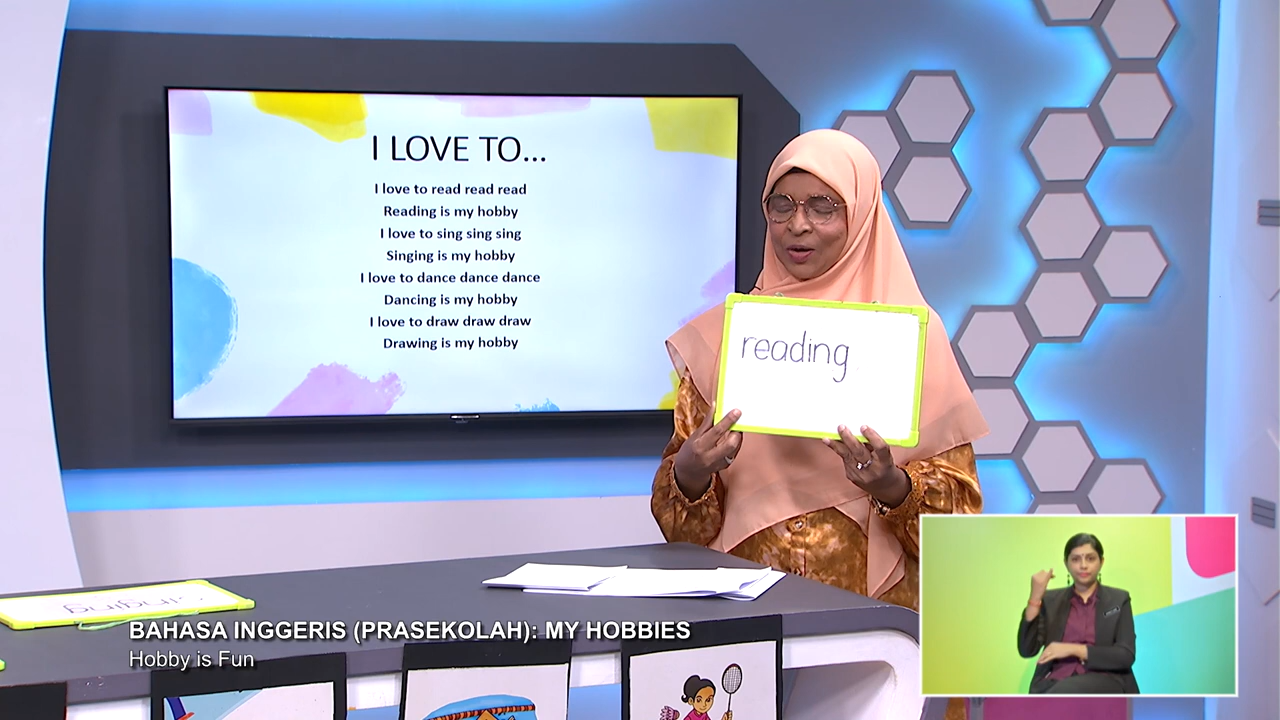 I LOVE TO...
I love to read read read
Reading is my hobby
I love to sing sing sing
Singing is my hobby
I love to dance dance dance
Dancing is my hobby
I love to draw draw draw
Drawing is my hobby
reading
singing
BAHASA INGGERIS (PRASEKOLAH): MY HOBBIES
Hobby is Fun